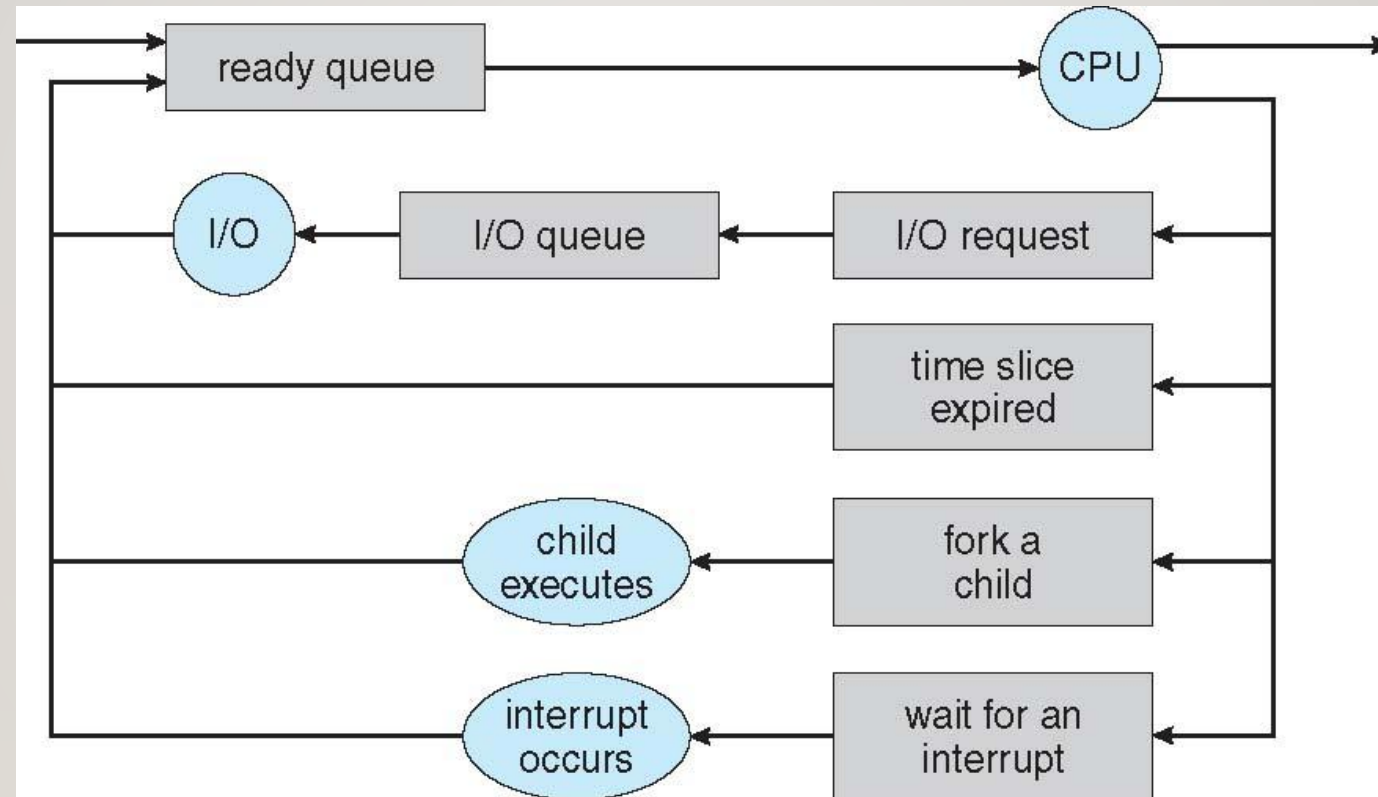 ready queue
CPU
I/O
I/O queue
I/O request
time slice
expired
child
executes
fork a
child
interrupt
occurs
wait for an
interrupt